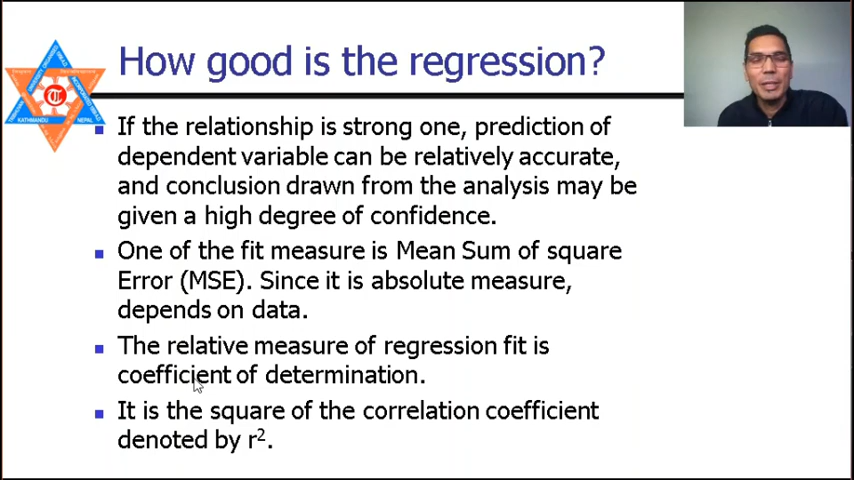 How good is the regression?
If the relationship is strong one, prediction of
dependent variable can be relatively accurate,
and conclusion drawn from the analysis may be
given a high degree of confidence.
One of the fit measure is Mean Sum of square
Error (MSE). Since it is absolute measure,
depends on data.
The relative measure of regression fit is
coefficient of determination.
It is the square of the correlation coefficient
denoted by r².
KATHMANDU
NEPAL